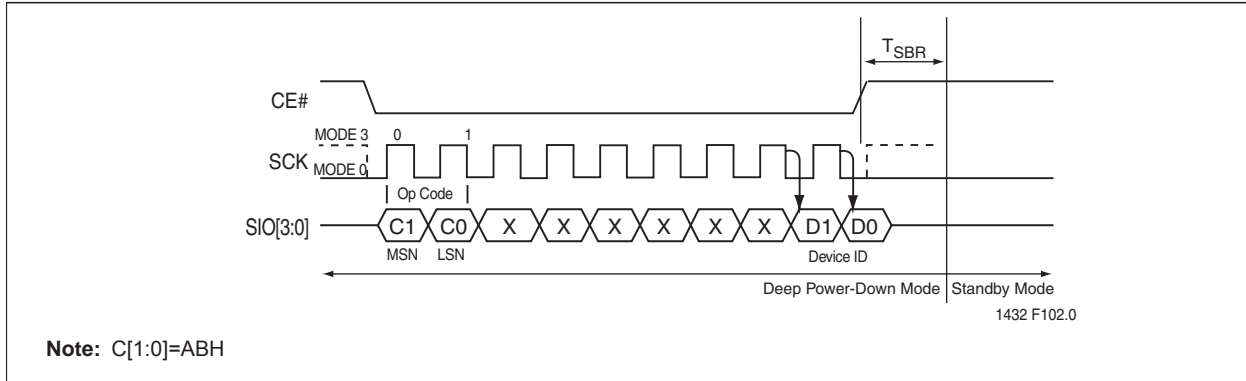 TSBR
CE#
MODE 3 0 1
SCK
MODE 0
Op Code
SIO[3:0] C1 C0 X X X X X X D1 D0
MSN LSN Device ID
Deep Power-Down Mode Standby Mode
1432 F102.0
Note: C[1:0]=ABH